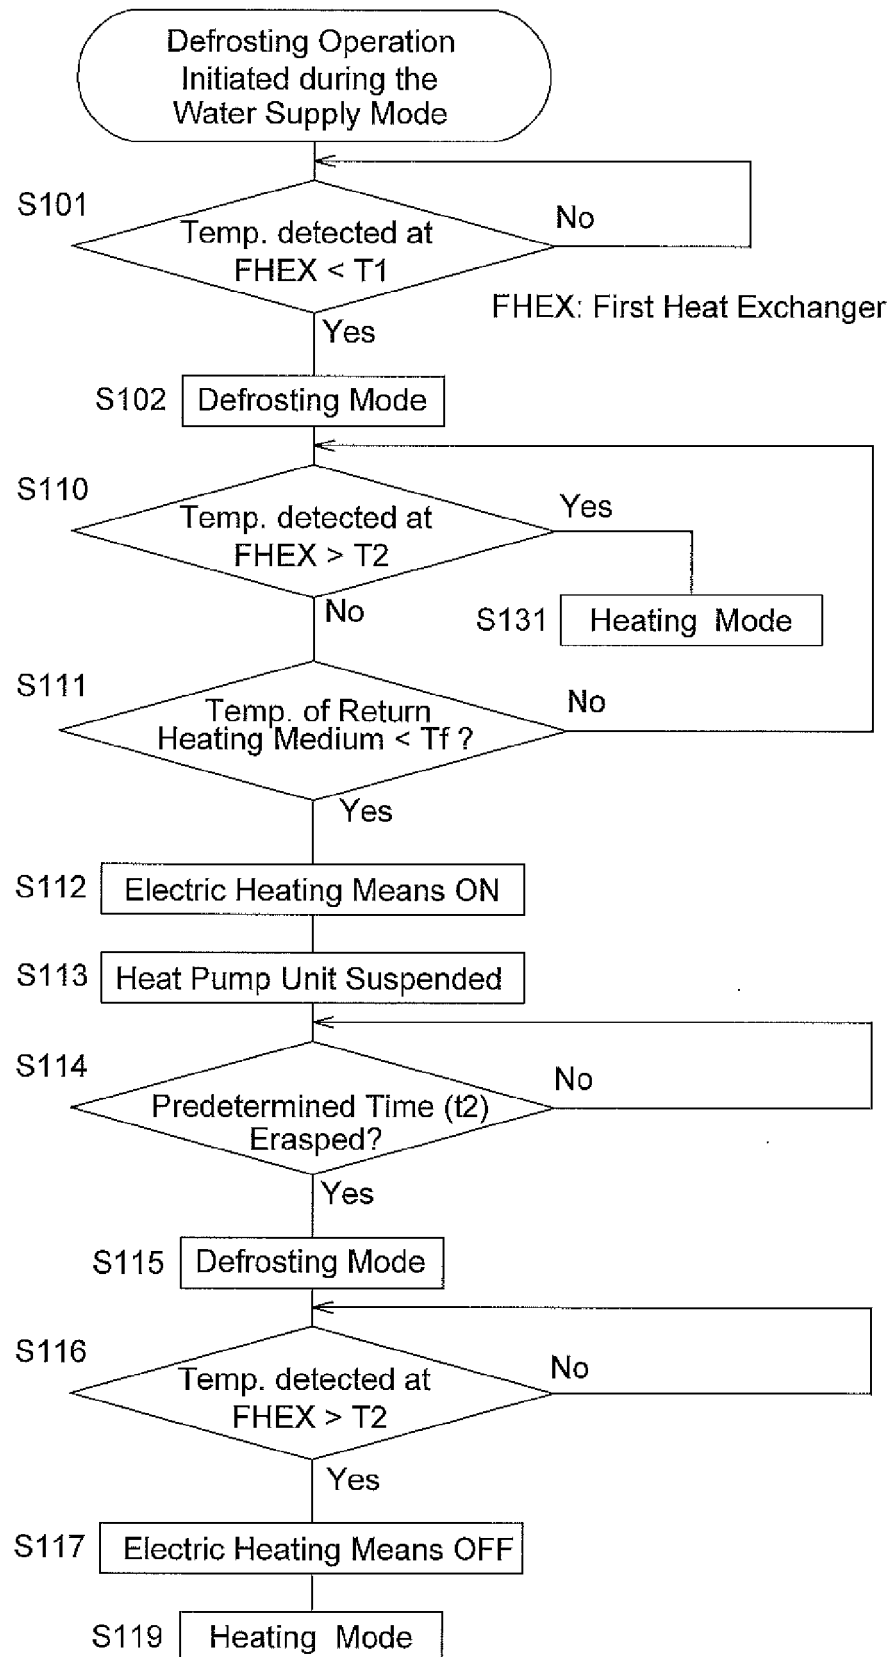 Defrosting Operation
Initiated during the
Water Supply Mode
S101
Temp. detected at
FHEX < T1
No
FHEX: First Heat Exchanger
Yes
S102
Defrosting Mode
S110
Temp. detected at
FHEX > T2
Yes
No
S131
Heating Mode
S111
Temp. of Return
Heating Medium < Tf ?
No
Yes
S112
Electric Heating Means ON
S113
Heat Pump Unit Suspended
S114
Predetermined Time (t2)
Erasped?
No
Yes
S115
Defrosting Mode
S116
Temp. detected at
FHEX > T2
No
Yes
S117
Electric Heating Means OFF
S119
Heating Mode